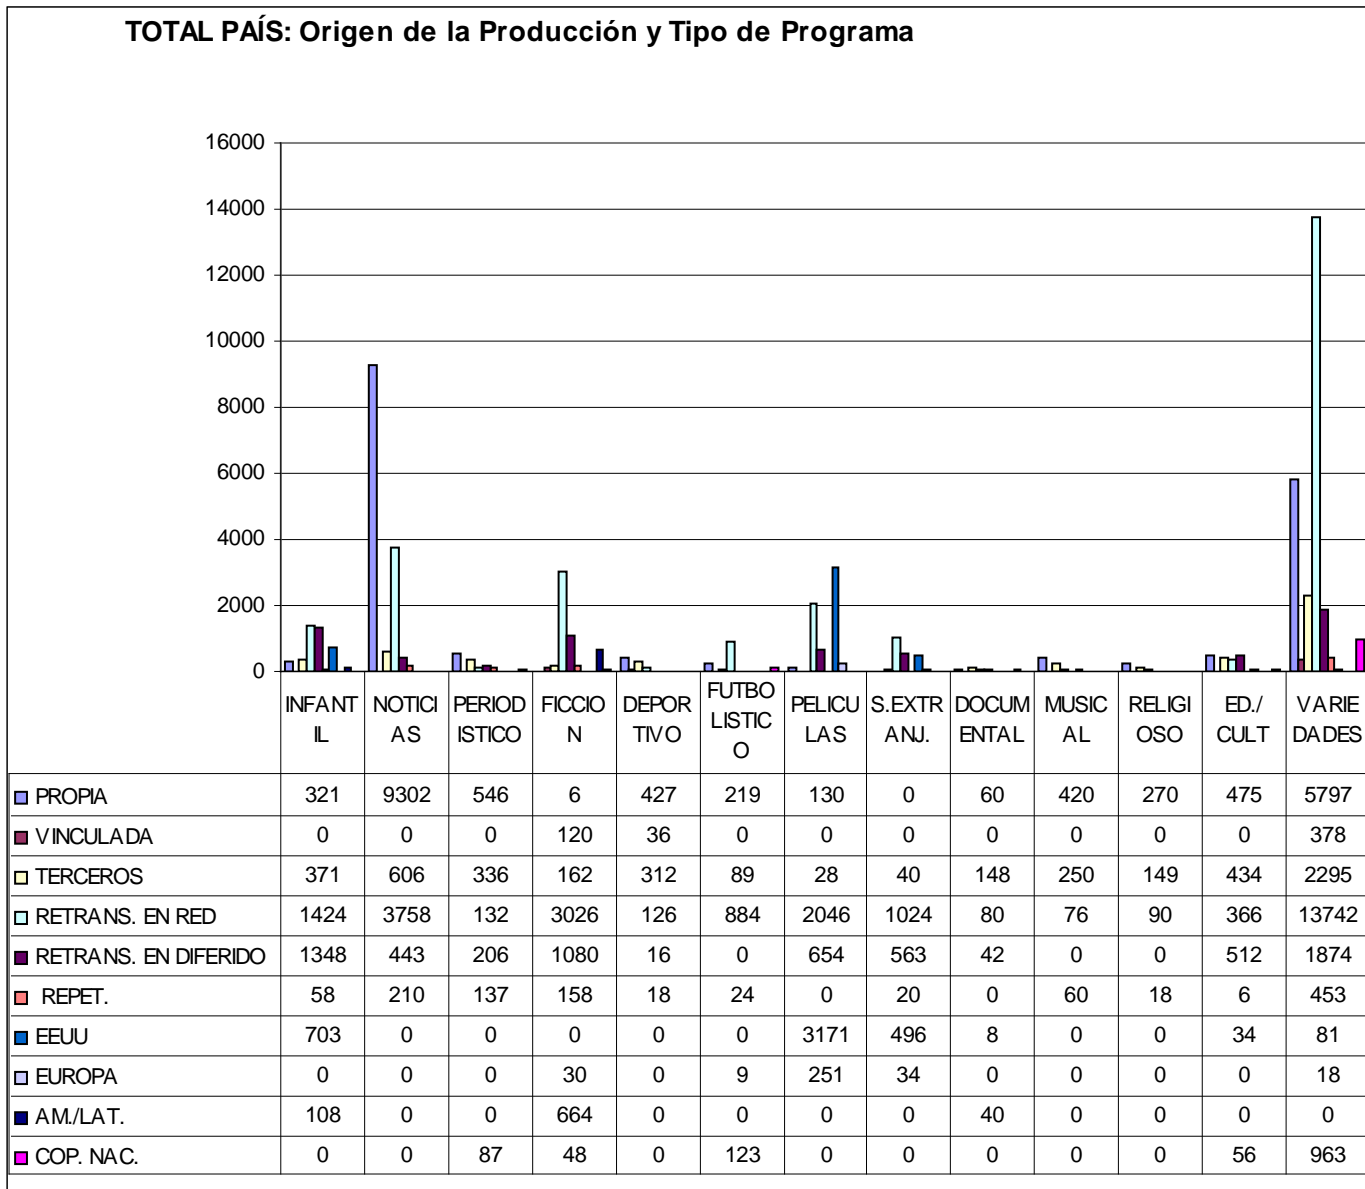 TOTAL PAÍS: Origen de la Producción y Tipo de Programa
16000
14000
12000
10000
8000
6000
4000
2000
0
INFANT NOTICI PERIOD FICCIO DEPOR FUTBO PELICU S.EXTR DOCUM MUSIC RELIGI ED./ VARIE
IL AS ISTICO N TIVO LISTIC LAS ANJ. ENTAL AL OSO CULT DADES
O
PROPIA 321 9302 546 6 427 219 130 0 60 420 270 475 5797
VINCULADA 0 0 0 120 36 0 0 0 0 0 0 0 378
TERCEROS 371 606 336 162 312 89 28 40 148 250 149 434 2295
RETRANS. EN RED 1424 3758 132 3026 126 884 2046 1024 80 76 90 366 13742
RETRANS. EN DIFERIDO 1348 443 206 1080 16 0 654 563 42 0 0 512 1874
REPET. 58 210 137 158 18 24 0 20 0 60 18 6 453
EEUU 703 0 0 0 0 0 3171 496 8 0 0 34 81
EUROPA 0 0 0 30 0 9 251 34 0 0 0 0 18
AM./LAT. 108 0 0 664 0 0 0 0 40 0 0 0 0
COP. NAC. 0 0 87 48 0 123 0 0 0 0 0 56 963